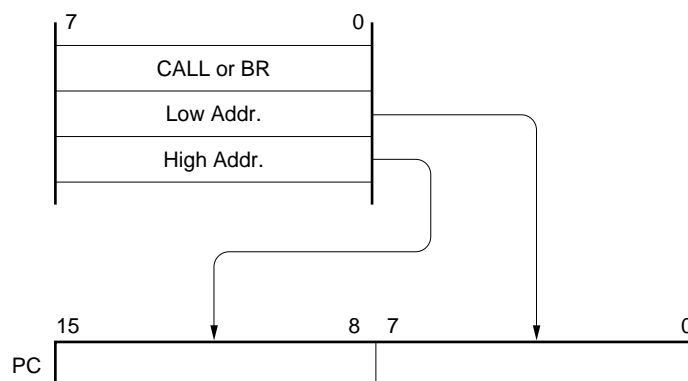 7 0
CALL or BR
Low Addr.
High Addr.
15 8 7 0
PC